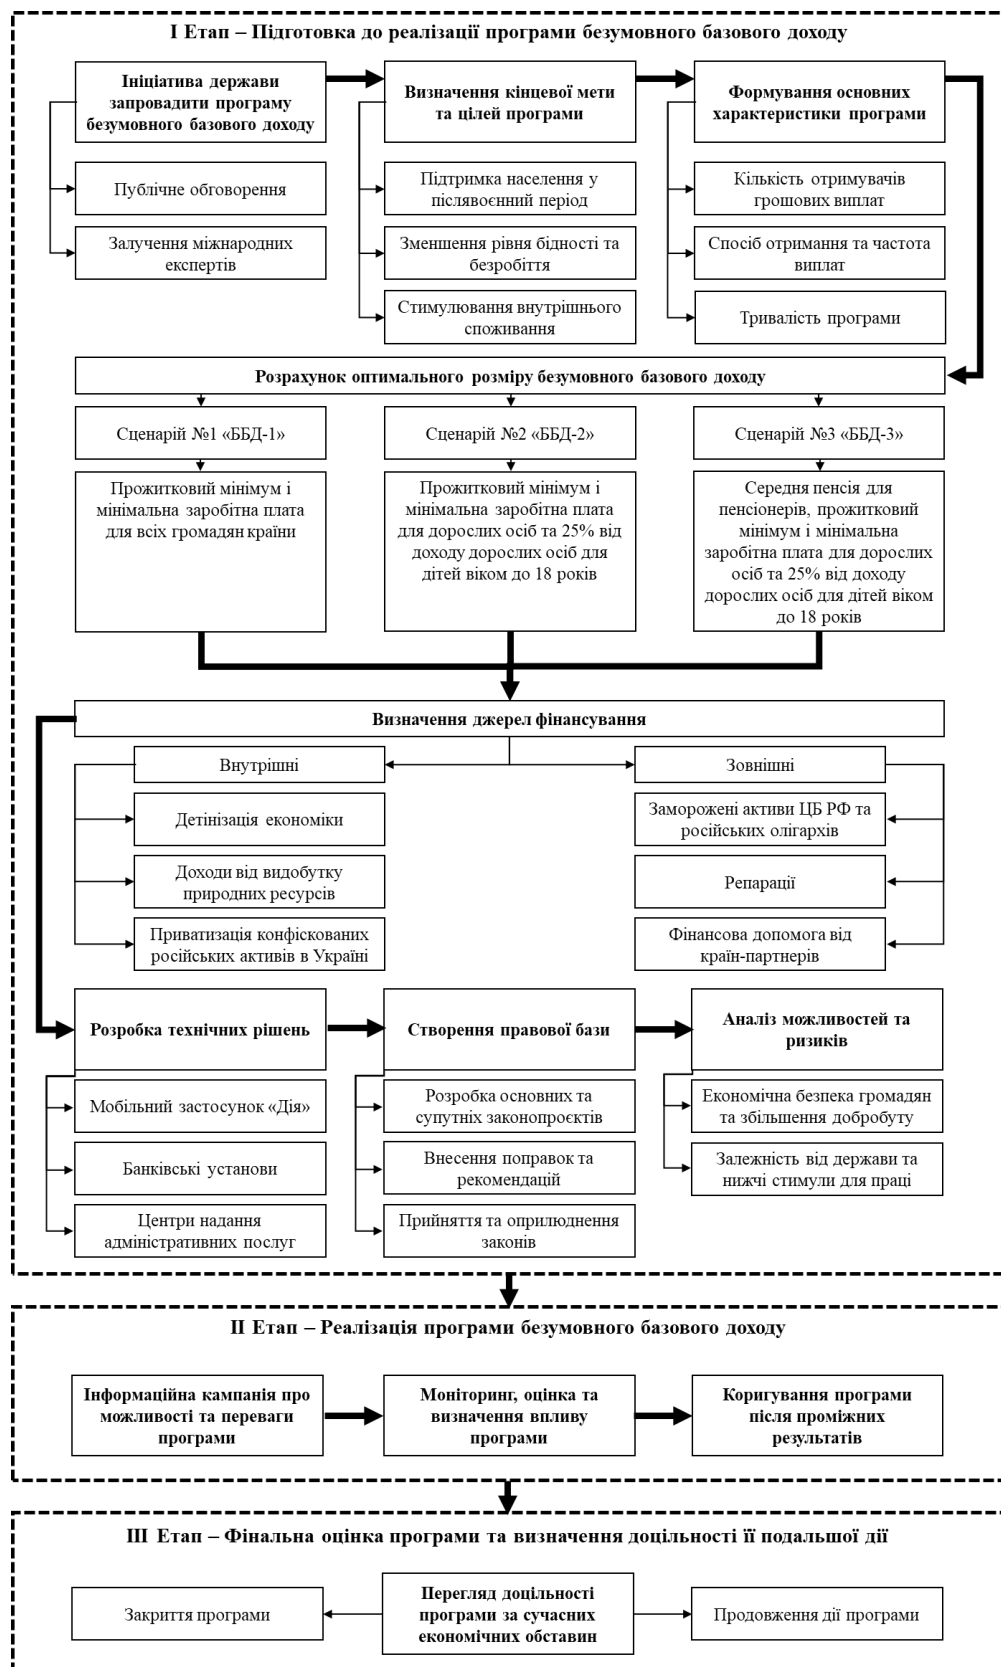 І Етап – Підготовка до реалізації програми безумовного базового доходу
Ініціатива держави
запровадити програму
безумовного базового доходу
Визначення кінцевої мети
та цілей програми
Формування основних
характеристики програми
Публічне обговорення
Залучення міжнародних
експертів
Підтримка населення у
післявоєнний період
Зменшення рівня бідності та
безробіття
Стимулювання внутрішнього
споживання
Кількість отримувачів
грошових виплат
Спосіб отримання та частота
виплат
Тривалість програми
Розрахунок оптимального розміру безумовного базового доходу
Сценарій №1 «ББД-1»
Сценарій №2 «ББД-2»
Сценарій №3 «ББД-3»
Прожитковий мінімум і
мінімальна заробітна плата
для всіх громадян країни
Прожитковий мінімум і
мінімальна заробітна плата
для дорослих осіб та 25% від
доходу дорослих осіб для
дітей віком до 18 років
Середня пенсія для
пенсіонерів, прожитковий
мінімум і мінімальна
заробітна плата для дорослих
осіб та 25% від доходу
дорослих осіб для дітей віком
до 18 років
Визначення джерел фінансування
Внутрішні
Зовнішні
Детінізація економіки
Доходи від видобутку
природних ресурсів
Приватизація конфіскованих
російських активів в Україні
Заморожені активи ЦБ РФ та
російських олігархів
Репарації
Фінансова допомога від
країн-партнерів
Розробка технічних рішень
Створення правової бази
Аналіз можливостей та
ризиків
Мобільний застосунок «Дія»
Банківські установи
Центри надання
адміністративних послуг
Розробка основних та
супутніх законопроєктів
Внесення поправок та
рекомендацій
Прийняття та оприлюднення
законів
Економічна безпека громадян
та збільшення добробуту
Залежність від держави та
нижчі стимули для праці
ІІ Етап – Реалізація програми безумовного базового доходу
Інформаційна кампанія про
можливості та переваги
програми
Моніторинг, оцінка та
визначення впливу
програми
Коригування програми
після проміжних
результатів
ІІІ Етап – Фінальна оцінка програми та визначення доцільності її подальшої дії
Закриття програми
Перегляд доцільності
програми за сучасних
економічних обставин
Продовження дії програми